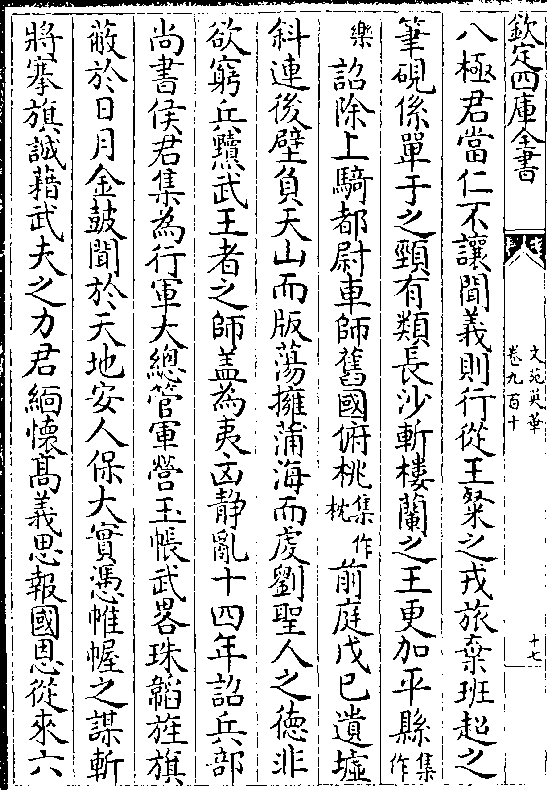 欽定四庫全書
文苑英華
卷九百十
十七
八極君當仁不讓聞義則行從王粲之戎旅棄班超之
筆硯係單于之頸有類長沙斬樓蘭之王更加平縣集作
樂詔除上騎都尉車師舊國俯桃集作枕前庭戊已遺墟
斜連後壁負天山而版蕩擁蒲海而虔劉聖人之德非
欲窮兵黷武王者之師盖為夷凶静亂十四年詔兵部
尚書侯君集為行軍大總管軍營玉帳武畧珠韜旌旗
蔽於日月金鼓聞於天地安人保大實憑帷幄之謀斬
將搴旗誠藉武夫之力君緬懷髙義思報國恩從來六